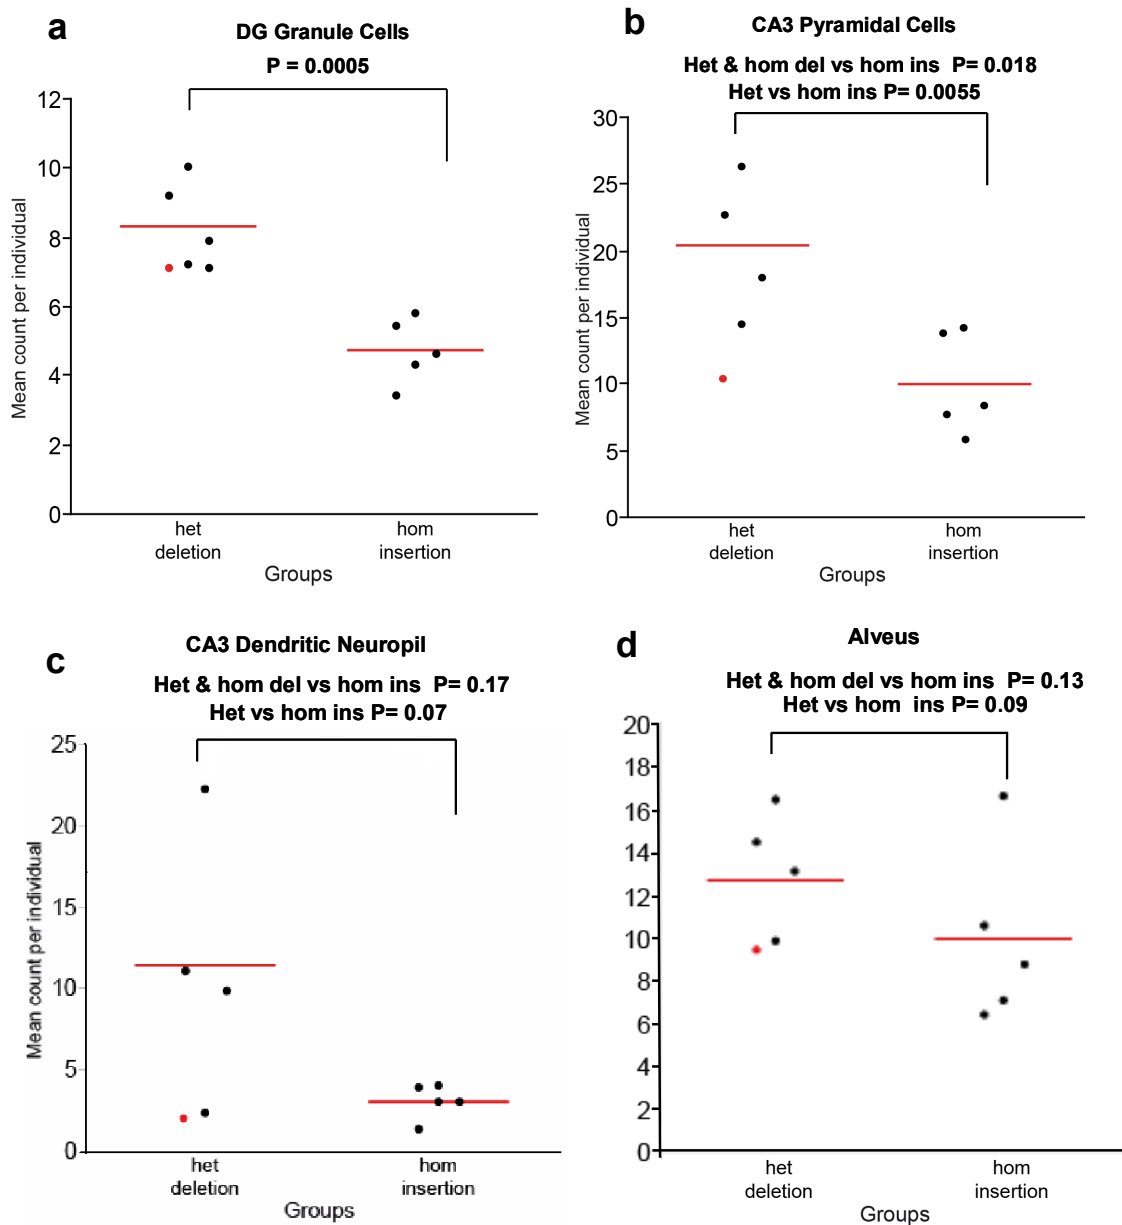 a
DG Granule Cells
P = 0.0005
12
10
8
6
4
2
0
Mean count per individual
het
deletion
hom
insertion
Groups
b
CA3 Pyramidal Cells
Het & hom del vs hom ins P= 0.018
Het vs hom ins P= 0.0055
30
25
20
15
10
5
0
Mean count per individual
het
deletion
hom
insertion
Groups
c
CA3 Dendritic Neuropil
Het & hom del vs hom ins P= 0.17
Het vs hom ins P= 0.07
25
20
15
10
5
0
Mean count per individual
het
deletion
hom
insertion
Groups
d
Alveus
Het & hom del vs hom ins P= 0.13
Het vs hom ins P= 0.09
20
18
16
14
12
10
8
6
4
2
0
het
deletion
hom
insertion
Groups